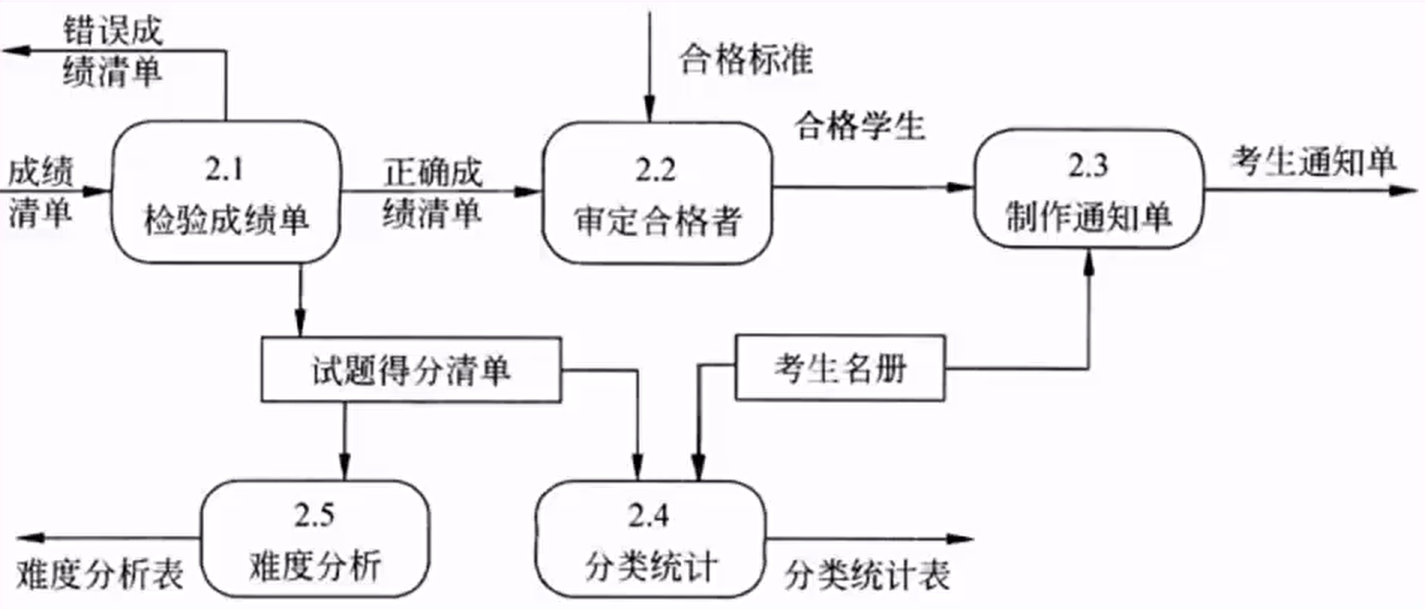 错误成
绩清单
合格标准
成绩
清单
2.1
检验成绩单
正确成
绩清单
2.2
审定合格者
合格学生
2.3
制作通知单
考生通知单
试题得分清单
考生名册
2.5
难度分析
难度分析表
2.4
分类统计
分类统计表